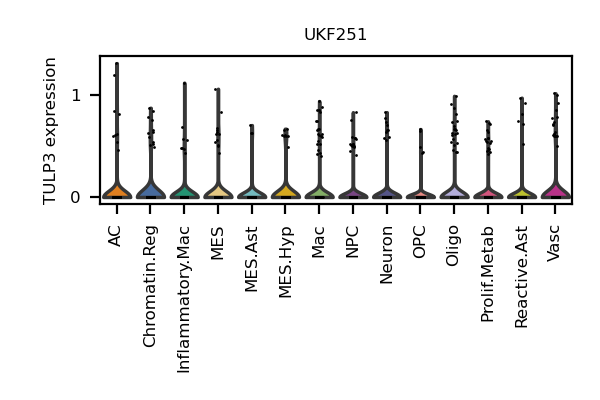 UKF251
TULP3 expression
1
0
AC
Chromatin.Reg
Inflammatory.Mac
MES
MES.Ast
MES.Hyp
Mac
NPC
Neuron
OPC
Oligo
Prolif.Metab
Reactive.Ast
Vasc